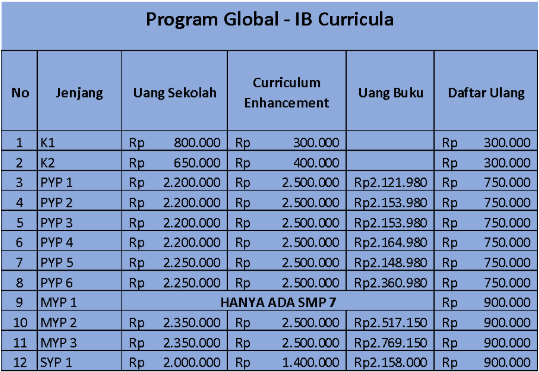 Program Global - IB Curricula
No Jenjang Uang Sekolah Curriculum Enhancement Uang Buku Daftar Ulang
1 K1 Rp 800.000 Rp 300.000 Rp 300.000
2 K2 Rp 650.000 Rp 400.000 Rp 300.000
3 PYP 1 Rp 2.200.000 Rp 2.500.000 Rp2.121.980 Rp 750.000
4 PYP 2 Rp 2.200.000 Rp 2.500.000 Rp2.153.980 Rp 750.000
5 PYP 3 Rp 2.200.000 Rp 2.500.000 Rp2.153.980 Rp 750.000
6 PYP 4 Rp 2.200.000 Rp 2.500.000 Rp2.164.980 Rp 750.000
7 PYP 5 Rp 2.250.000 Rp 2.500.000 Rp2.148.980 Rp 750.000
8 PYP 6 Rp 2.250.000 Rp 2.500.000 Rp2.360.980 Rp 750.000
9 MYP 1 HANYA ADA SMP 7 Rp 900.000
10 MYP 2 Rp 2.350.000 Rp 2.500.000 Rp2.517.150 Rp 900.000
11 MYP 3 Rp 2.350.000 Rp 2.500.000 Rp2.769.150 Rp 900.000
12 SYP 1 Rp 2.000.000 Rp 1.400.000 Rp2.158.000 Rp 900.000